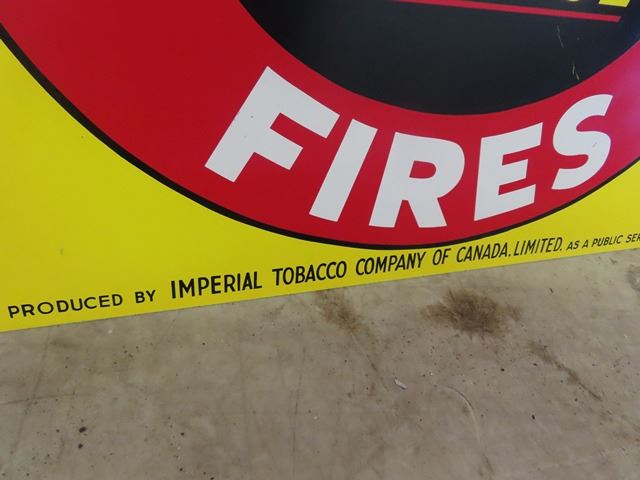 FIRES
PRODUCED BY IMPERIAL TOBACCO COMPANY OF CANADA, LIMITED. AS A PUBLIC